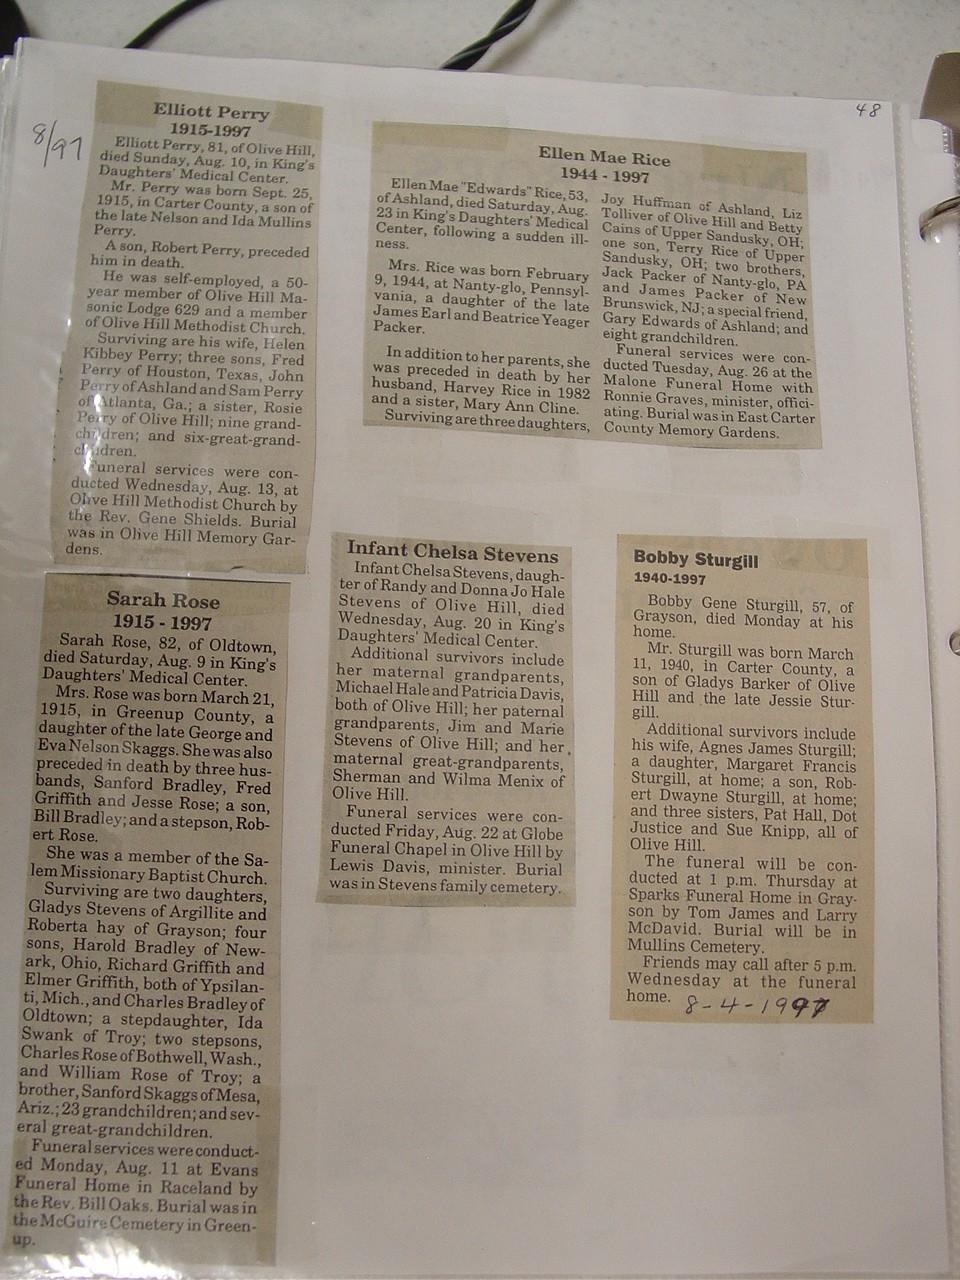 48
8/97
Elliott Perry
1915-1997
Elliott Perry, 81, of Olive Hill,
died Sunday, Aug. 10, in King's
Daughters' Medical Center.
Mr. Perry was born Sept. 25,
1915, in Carter County, a son of
the late Nelson and Ida Mullins
Perry.
A son, Robert Perry, preceded
him in death.
He was self-employed, a 50-
year member of Olive Hill Ma-
sonic Lodge 629 and a member
of Olive Hill Methodist Church.
Surviving are his wife, Helen
Kibbey Perry; three sons, Fred
Perry of Houston, Texas, John
Perry of Ashland and Sam Perry
of Atlanta, Ga.; a sister, Rosie
Perry of Olive Hill; nine grand-
children; and six-great-grand-
children.
Funeral services were con-
ducted Wednesday, Aug. 13, at
Olive Hill Methodist Church by
the Rev. Gene Shields. Burial
was in Olive Hill Memory Gar-
dens.
Sarah Rose
1915 - 1997
Sarah Rose, 82, of Oldtown,
died Saturday, Aug. 9 in King's
Daughters' Medical Center.
Mrs. Rose was born March 21,
1915, in Greenup County, a
daughter of the late George and
Eva Nelson Skaggs. She was also
preceded in death by three hus-
bands, Sanford Bradley, Fred
Griffith and Jesse Rose; a son,
Bill Bradley; and a stepson, Rob-
ert Rose.
She was a member of the Sa-
lem Missionary Baptist Church.
Surviving are two daughters,
Gladys Stevens of Argillite and
Roberta hay of Grayson; four
sons, Harold Bradley of New-
ark, Ohio, Richard Griffith and
Elmer Griffith, both of Ypsilan-
ti, Mich., and Charles Bradley of
Oldtown; a stepdaughter, Ida
Swank of Troy; two stepsons,
Charles Rose of Bothwell, Wash.,
and William Rose of Troy; a
brother, Sanford Skaggs of Mesa,
Ariz.; 23 grandchildren; and sev-
eral great-grandchildren.
Funeral services were conduct-
ed Monday, Aug. 11 at Evans
Funeral Home in Raceland by
the Rev. Bill Oaks. Burial was in
the McGuire Cemetery in Green-
up.
Ellen Mae Rice
1944 - 1997
Ellen Mae "Edwards" Rice, 53,
of Ashland, died Saturday, Aug.
23 in King's Daughters' Medical
Center, following a sudden ill-
ness.
Mrs. Rice was born February
9, 1944, at Nanty-glo, Pennsyl-
vania, a daughter of the late
James Earl and Beatrice Yeager
Packer.
In addition to her parents, she
was preceded in death by her
husband, Harvey Rice in 1982
and a sister, Mary Ann Cline.
Surviving are three daughters,
Joy Huffman of Ashland, Liz
Tolliver of Olive Hill and Betty
Cains of Upper Sandusky, OH;
one son, Terry Rice of Upper
Sandusky, OH; two brothers,
Jack Packer of Nanty-glo, PA
and James Packer of New
Brunswick, NJ; a special friend,
Gary Edwards of Ashland; and
eight grandchildren.
Funeral services were con-
ducted Tuesday, Aug. 26 at the
Malone Funeral Home with
Ronnie Graves, minister, offici-
ating. Burial was in East Carter
County Memory Gardens.
Infant Chelsa Stevens
Infant Chelsa Stevens, daugh-
ter of Randy and Donna Jo Hale
Stevens of Olive Hill, died
Wednesday, Aug. 20 in King's
Daughters' Medical Center.
Additional survivors include
her maternal grandparents,
Michael Hale and Patricia Davis,
both of Olive Hill; her paternal
grandparents, Jim and Marie
Stevens of Olive Hill; and her
maternal great-grandparents,
Sherman and Wilma Menix of
Olive Hill.
Funeral services were con-
ducted Friday, Aug. 22 at Globe
Funeral Chapel in Olive Hill by
Lewis Davis, minister. Burial
was in Stevens family cemetery.
Bobby Sturgill
1940-1997
Bobby Gene Sturgill, 57, of
Grayson, died Monday at his
home.
Mr. Sturgill was born March
11, 1940, in Carter County, a
son of Gladys Barker of Olive
Hill and the late Jessie Stur-
gill.
Additional survivors include
his wife, Agnes James Sturgill;
a daughter, Margaret Francis
Sturgill, at home; a son, Rob-
ert Dwayne Sturgill, at home;
and three sisters, Pat Hall, Dot
Justice and Sue Knipp, all of
Olive Hill.
The funeral will be con-
ducted at 1 p.m. Thursday at
Sparks Funeral Home in Gray-
son by Tom James and Larry
McDavid. Burial will be in
Mullins Cemetery.
Friends may call after 5 p.m.
Wednesday at the funeral
home. 8-4-1997